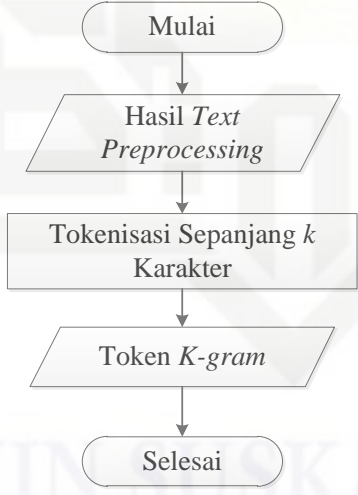 Mulai
Hasil Text
Preprocessing
Tokenisasi Sepanjang k
Karakter
Token K-gram
Selesai